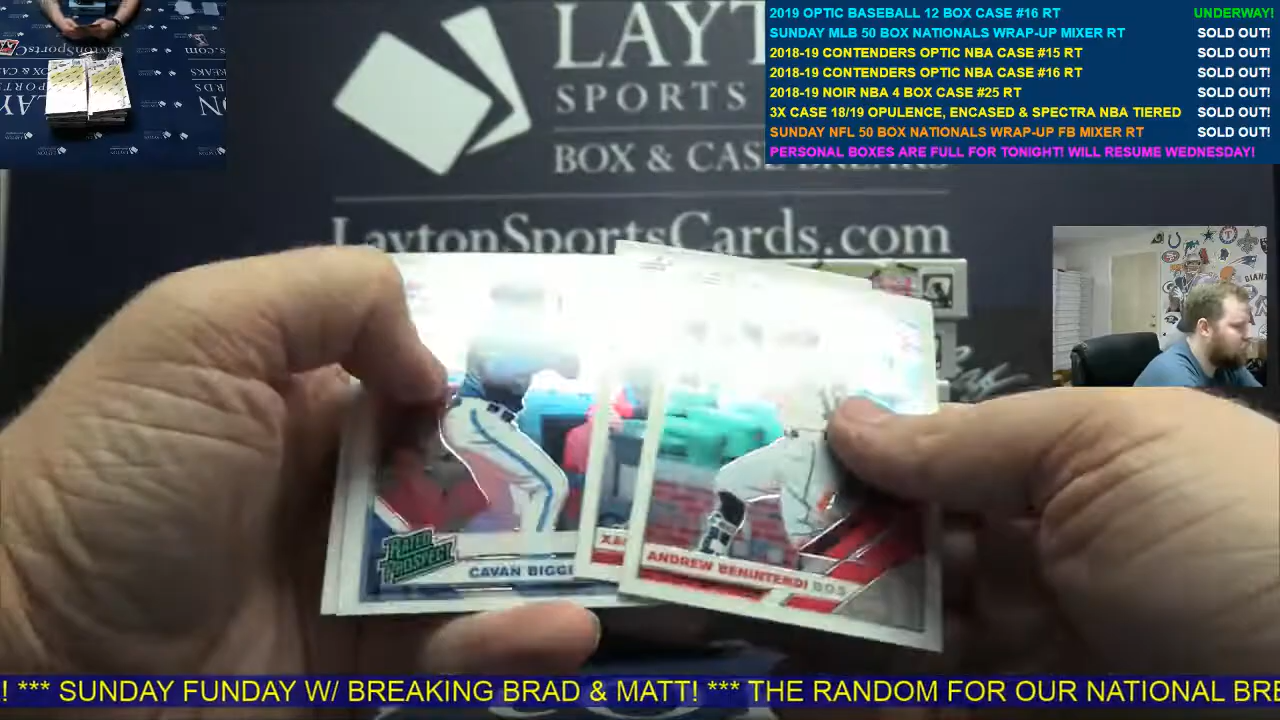 2019 OPTIC BASEBALL 12 BOX CASE #16 RT UNDERWAY!
SUNDAY MLB 50 BOX NATIONALS WRAP-UP MIXER RT SOLD OUT!
2018-19 CONTENDERS OPTIC NBA CASE #15 RT SOLD OUT!
2018-19 CONTENDERS OPTIC NBA CASE #16 RT SOLD OUT!
2018-19 NOIR NBA 4 BOX CASE #25 RT SOLD OUT!
3X CASE 18/19 OPULENCE, ENCASED & SPECTRA NBA TIERED SOLD OUT!
SUNDAY NFL 50 BOX NATIONALS WRAP-UP FB MIXER RT SOLD OUT!
PERSONAL BOXES ARE FULL FOR TONIGHT! WILL RESUME WEDNESDAY!
LAYT
SPORTS
BOX & CASE BREAKS
LaytonSportsCards.com
RATED PROSPECT
CAVAN BIGGI
XA
ANDREW BENINTENDI BOS
! *** SUNDAY FUNDAY W/ BREAKING BRAD & MATT! *** THE RANDOM FOR OUR NATIONAL BRE